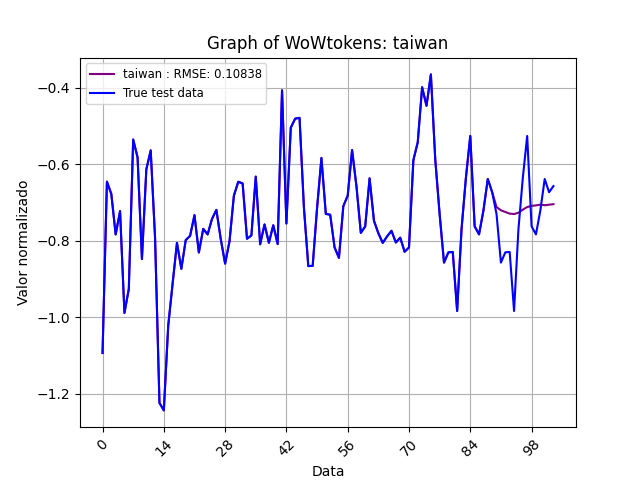 Graph of WoWtokens: taiwan
taiwan : RMSE: 0.10838
True test data
Valor normalizado
−0.4
−0.6
−0.8
−1.0
−1.2
0
14
28
42
56
70
84
98
Data